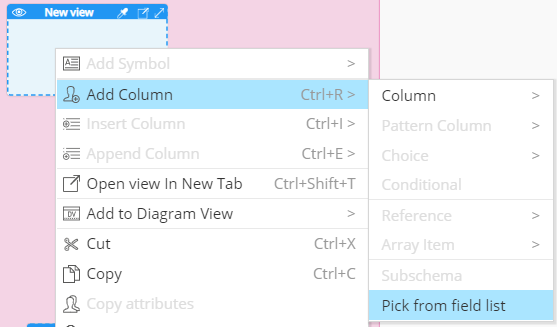 New view
Add Symbol >
Add Column Ctrl+R >
Insert Column Ctrl+I >
Append Column Ctrl+E >
Open view In New Tab Ctrl+Shift+T
DV Add to Diagram View >
Cut Ctrl+X
Copy Ctrl+C
Copy attributes
Column >
Pattern Column >
Choice >
Conditional
Reference >
Array Item >
Subschema
Pick from field list